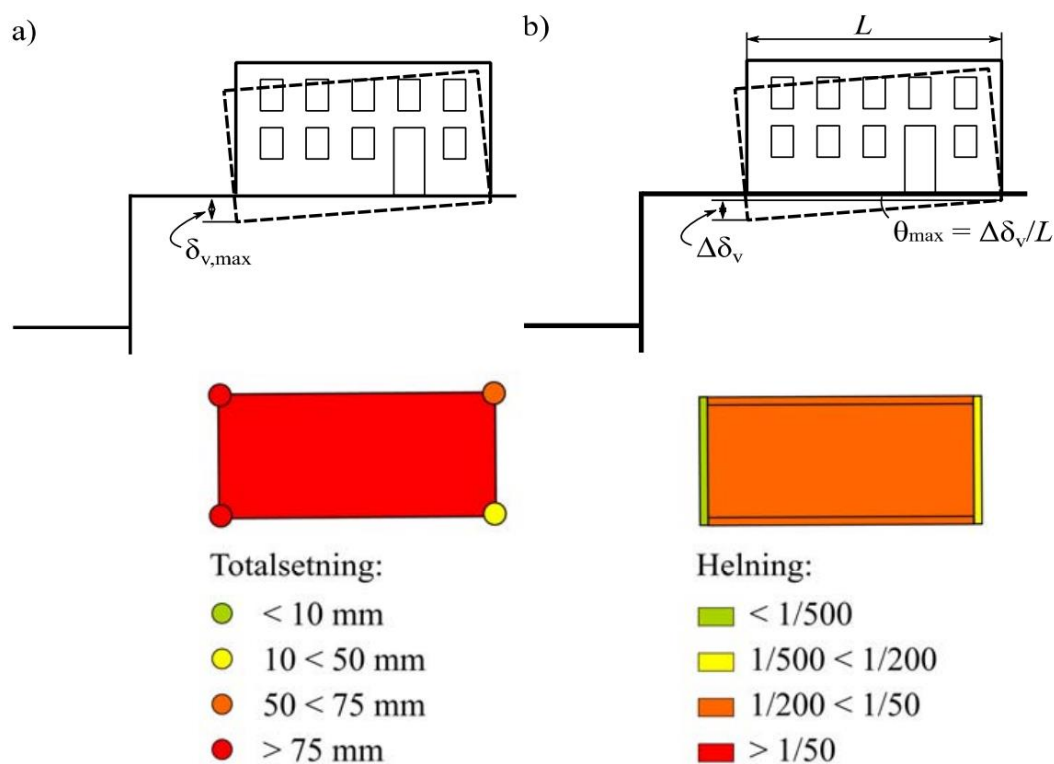 a)
δv,max
Totalsetning:
< 10 mm
10 < 50 mm
50 < 75 mm
> 75 mm
b)
L
Δδv
θmax = Δδv/L
Helning:
< 1/500
1/500 < 1/200
1/200 < 1/50
> 1/50